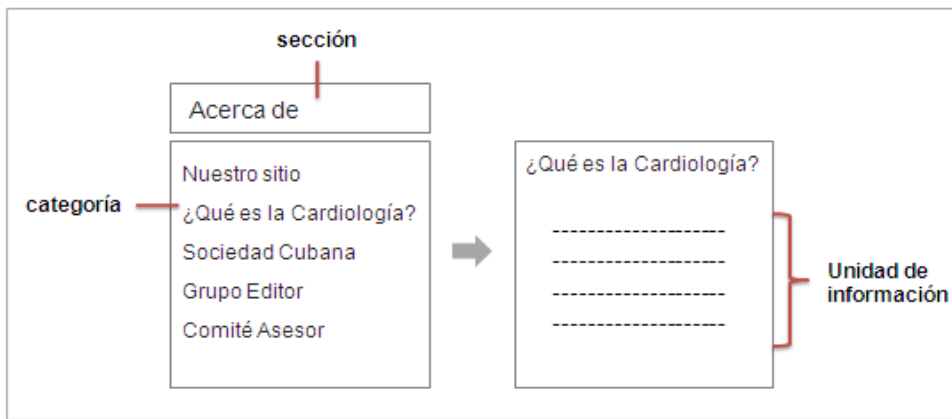 sección
Acerca de
categoría
Nuestro sitio
¿Qué es la Cardiología?
Sociedad Cubana
Grupo Editor
Comité Asesor
¿Qué es la Cardiología?
Unidad de
información